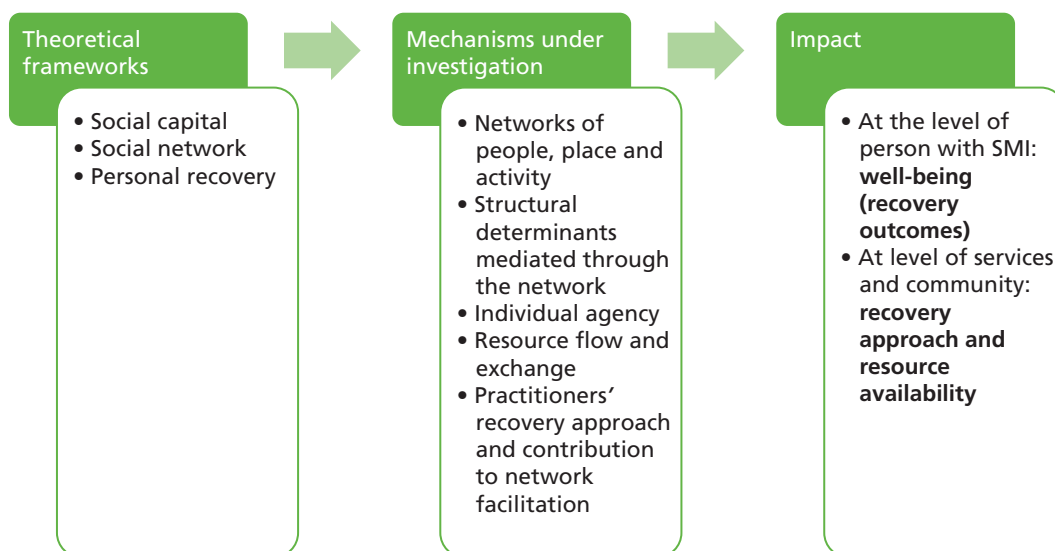 Theoretical
frameworks
• Social capital
• Social network
• Personal recovery
Mechanisms under
investigation
• Networks of
people, place and
activity
• Structural
determinants
mediated through
the network
• Individual agency
• Resource flow and
exchange
• Practitioners’
recovery approach
and contribution
to network
facilitation
Impact
• At the level of
person with SMI:
well-being
(recovery
outcomes)
• At level of services
and community:
recovery
approach and
resource
availability